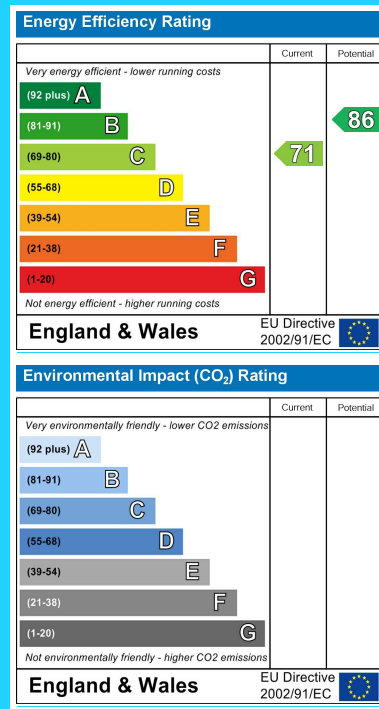 Energy Efficiency Rating
Current Potential
Very energy efficient - lower running costs
(92 plus) A
(81-91) B
86
(69-80) C
71
(55-68) D
(39-54) E
(21-38) F
(1-20) G
Not energy efficient - higher running costs
England & Wales
EU Directive
2002/91/EC
Environmental Impact (CO₂) Rating
Current Potential
Very environmentally friendly - lower CO2 emissions
(92 plus) A
(81-91) B
(69-80) C
(55-68) D
(39-54) E
(21-38) F
(1-20) G
Not environmentally friendly - higher CO2 emissions
England & Wales
EU Directive
2002/91/EC